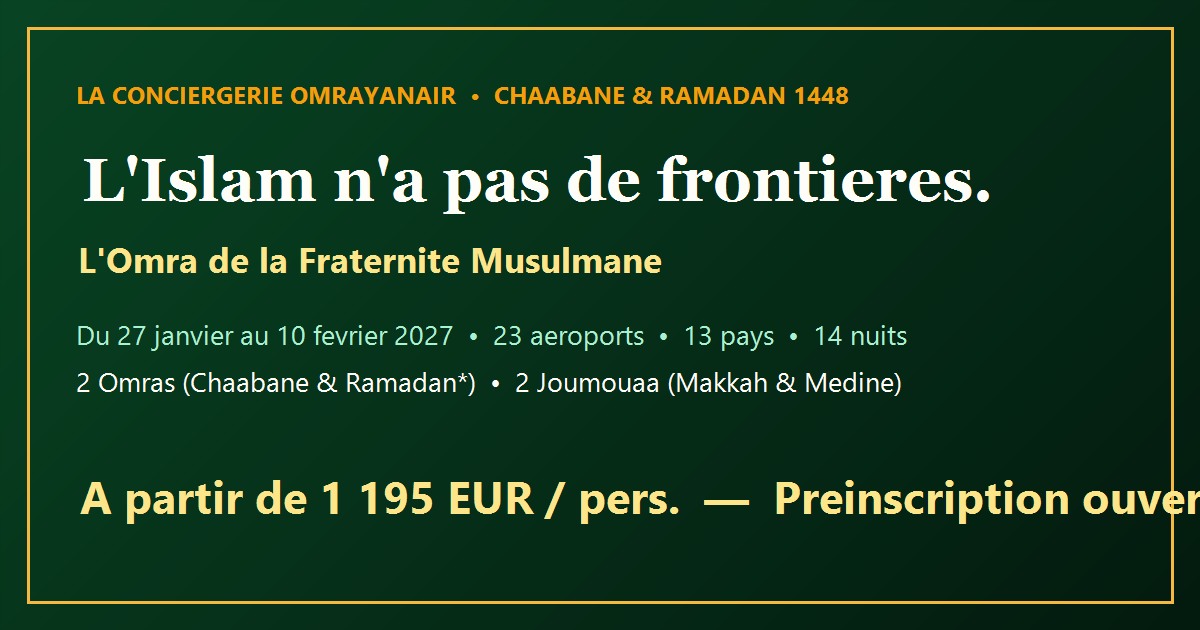 LA CONCIERGERIE OMRAYANAIR • CHAABANE & RAMADAN 1448
L'Islam n'a pas de frontieres.
L'Omra de la Fraternite Musulmane
Du 27 janvier au 10 fevrier 2027 • 23 aeroports • 13 pays • 14 nuits
2 Omras (Chaabane & Ramadan*) • 2 Joumouaa (Makkah & Medine)
A partir de 1 195 EUR / pers. — Preinscription ouver